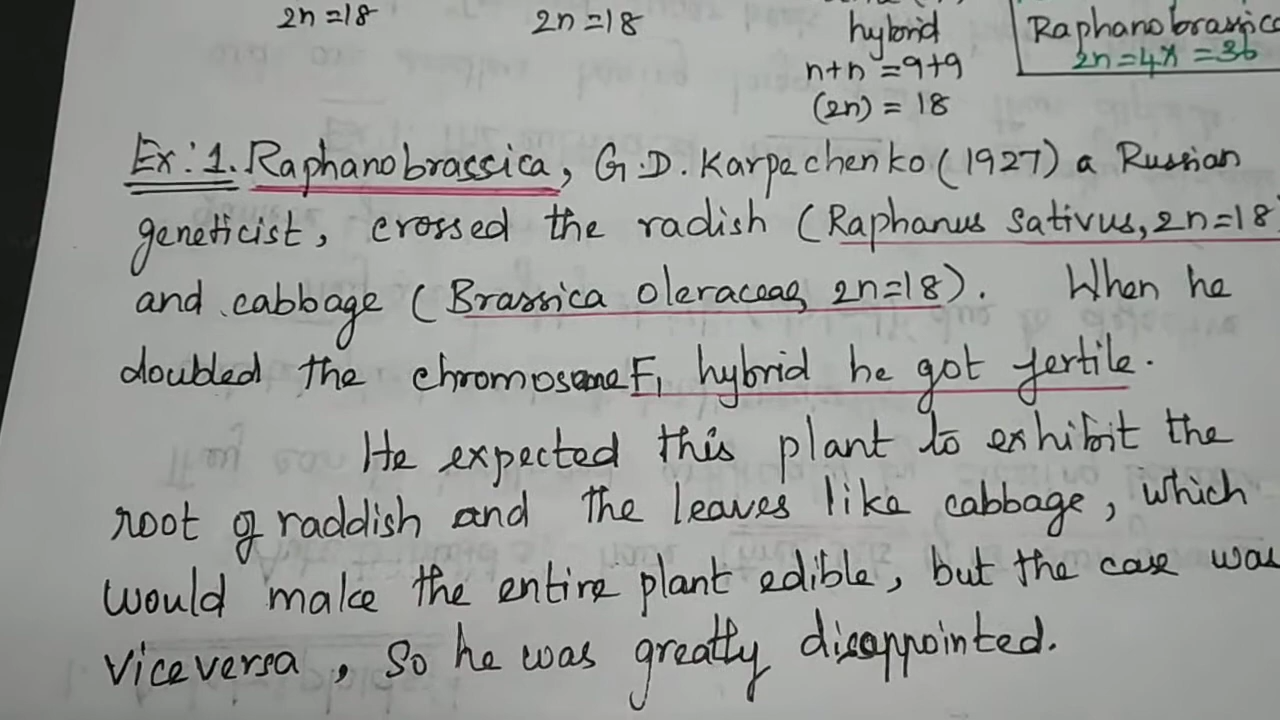 2n=18 2n=18 hybrid Raphanobrassica
n+n =9+9 2n=4x=36
(2n) = 18
Ex:1. Raphanobrassica, G.D. Karpechenko (1927) a Russian
geneticist, crossed the radish (Raphanus sativus, 2n=18)
and cabbage (Brassica oleraceae, 2n=18). When he
doubled the chromosome F1 hybrid he got fertile.
He expected this plant to exhibit the
root of raddish and the leaves like cabbage, which
would make the entire plant edible, but the case was
viceversa, so he was greatly disappointed.